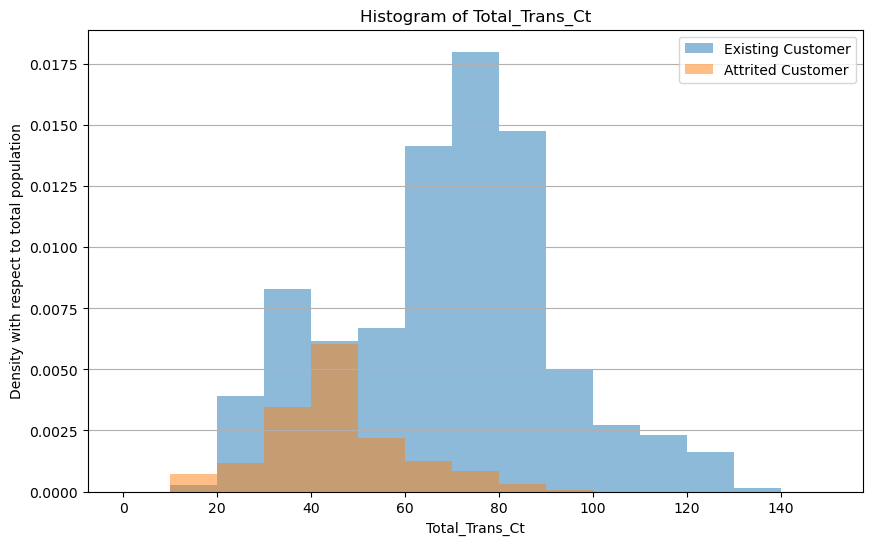 Histogram of Total_Trans_Ct
Existing Customer
Attrited Customer
Density with respect to total population
0.0175
0.0150
0.0125
0.0100
0.0075
0.0050
0.0025
0.0000
0 20 40 60 80 100 120 140
Total_Trans_Ct